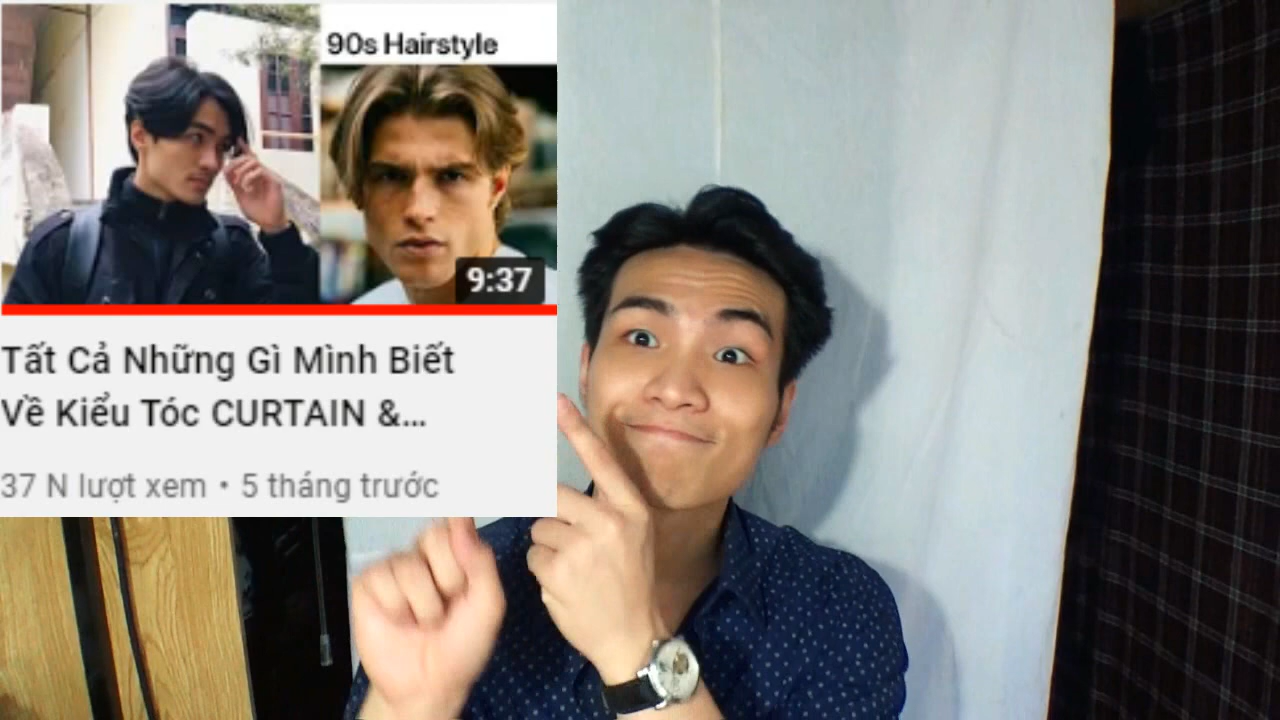 90s Hairstyle
9:37
Tất Cả Những Gì Mình Biết
Về Kiểu Tóc CURTAIN &...
37 N lượt xem • 5 tháng trước